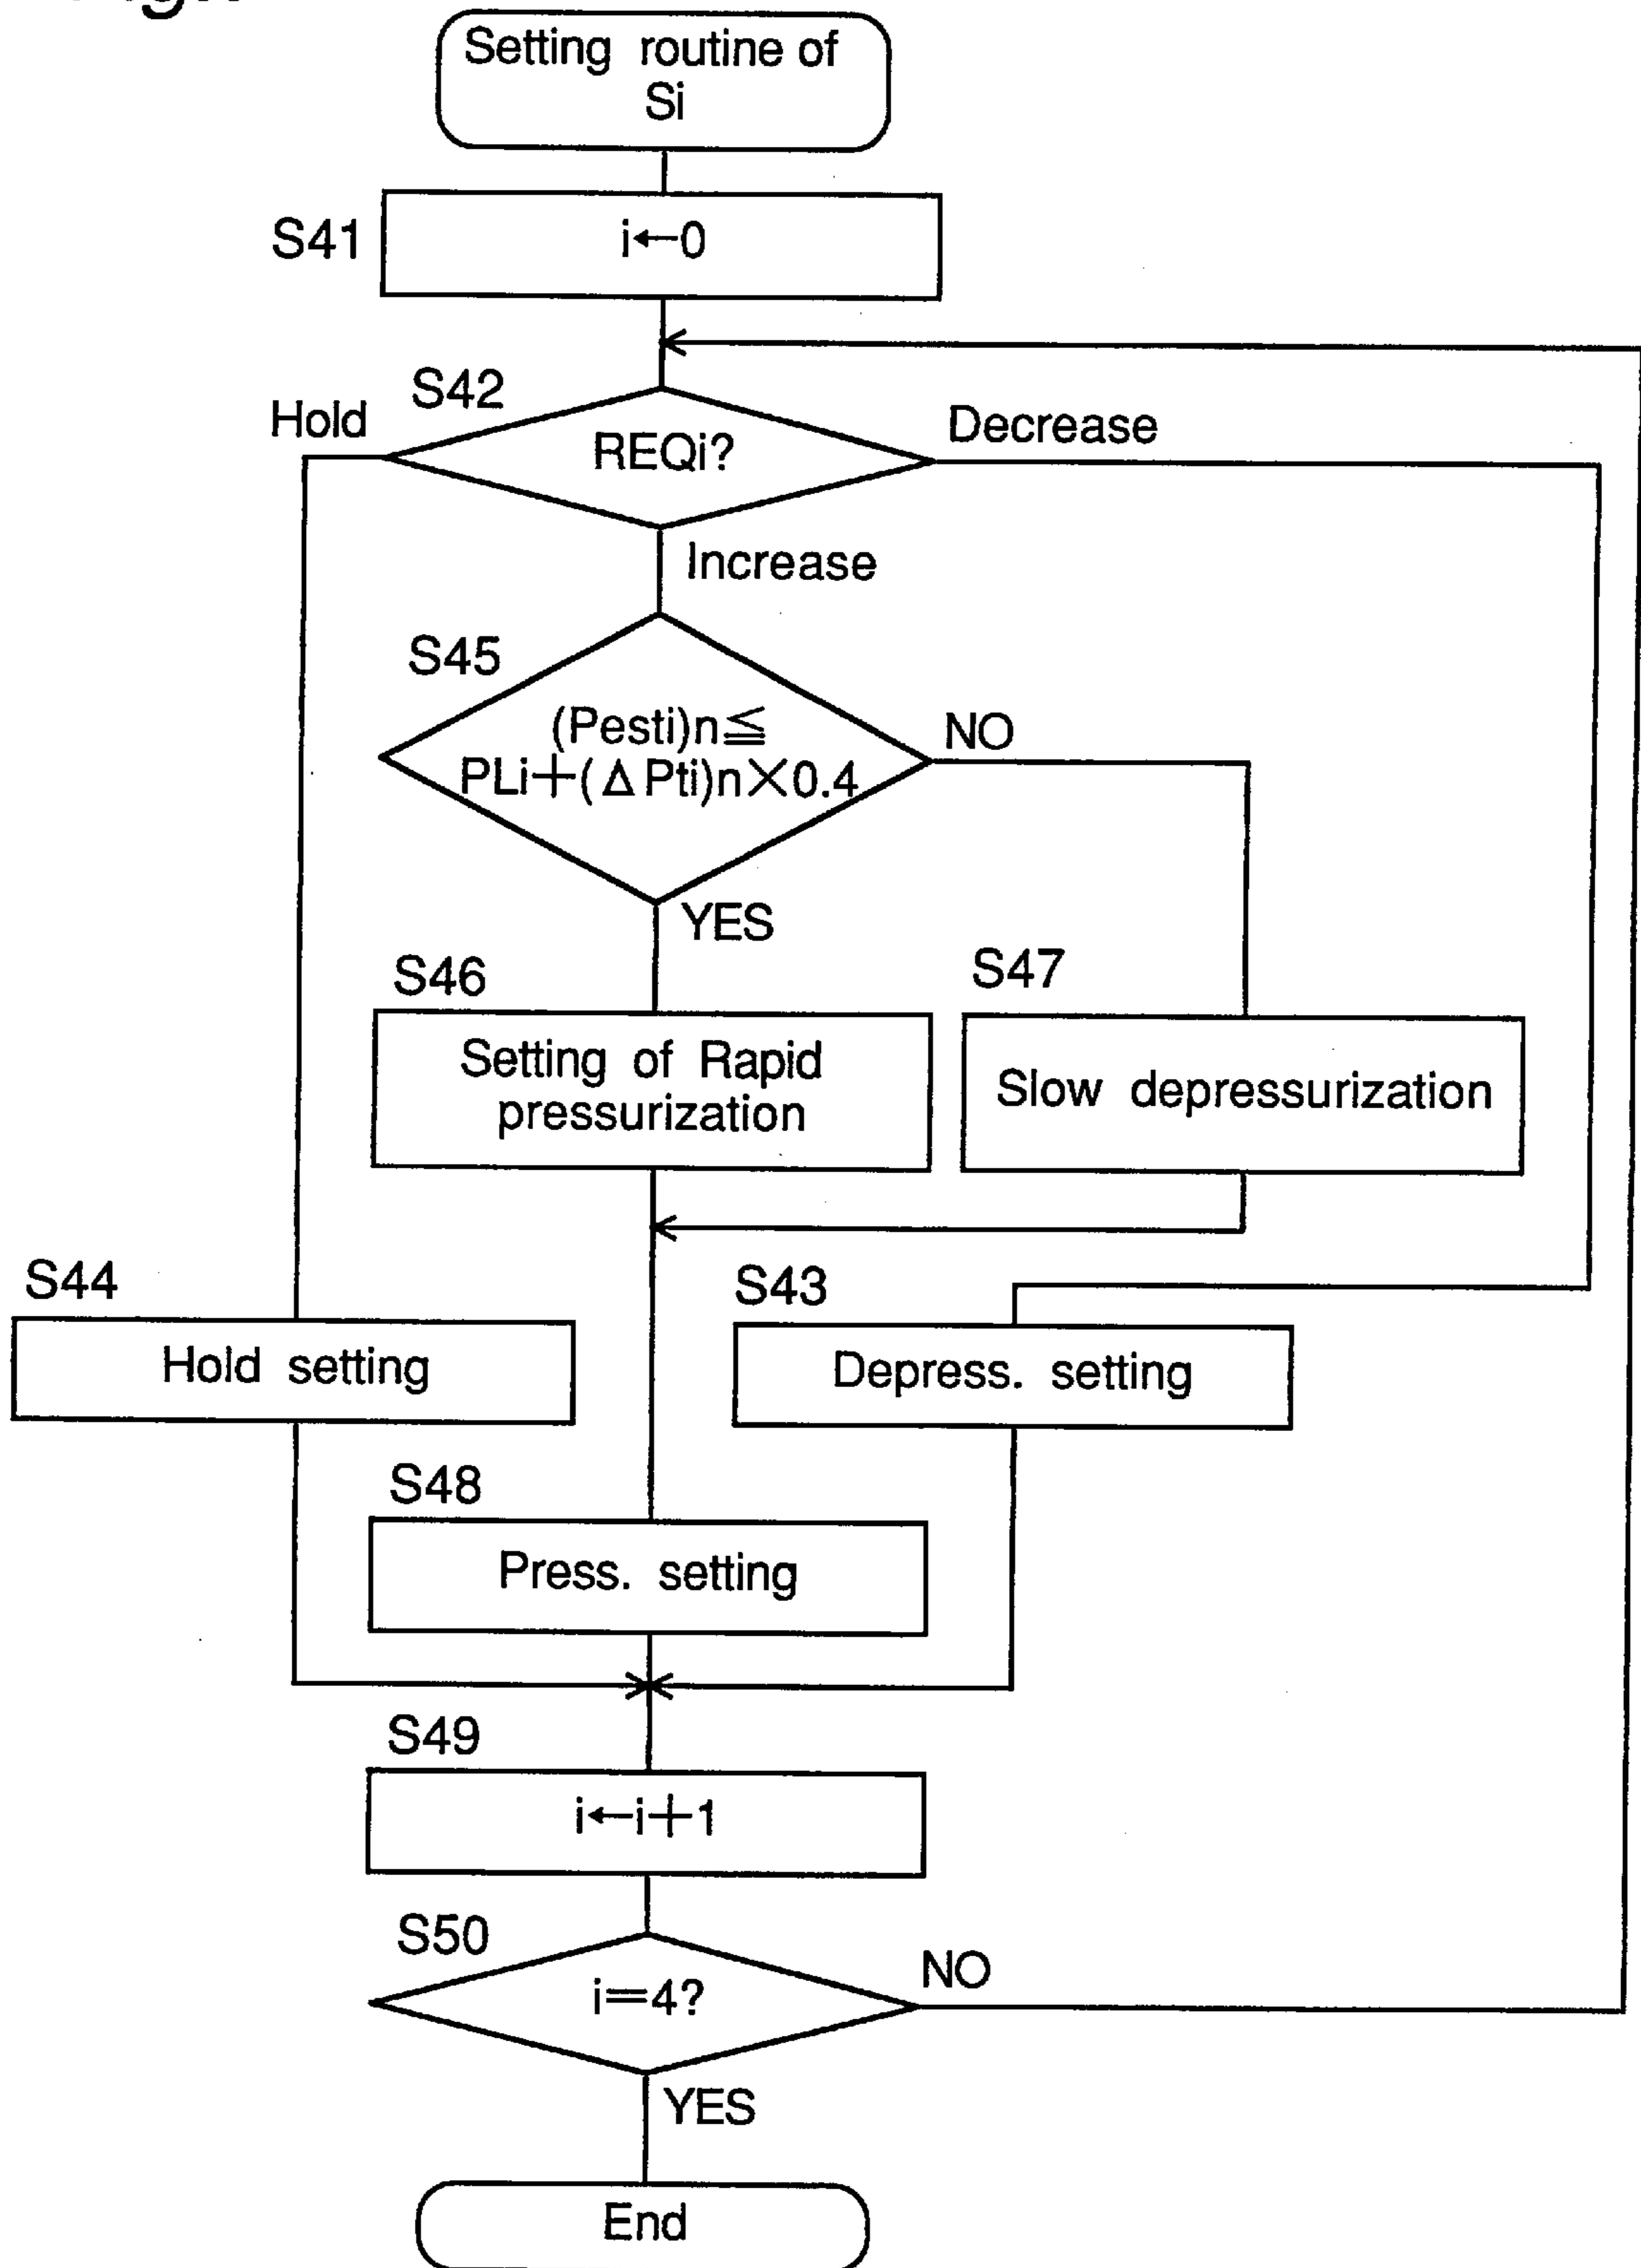 Setting routine of
Si
S41
i←0
S42
Hold
REQi?
Decrease
Increase
S45
(Pesti)n≦
PLi+(Δ Pti)n×0.4
NO
YES
S46
S47
Setting of Rapid
pressurization
Slow depressurization
S44
S43
Hold setting
Depress. setting
S48
Press. setting
S49
i←i+1
S50
i=4?
NO
YES
End